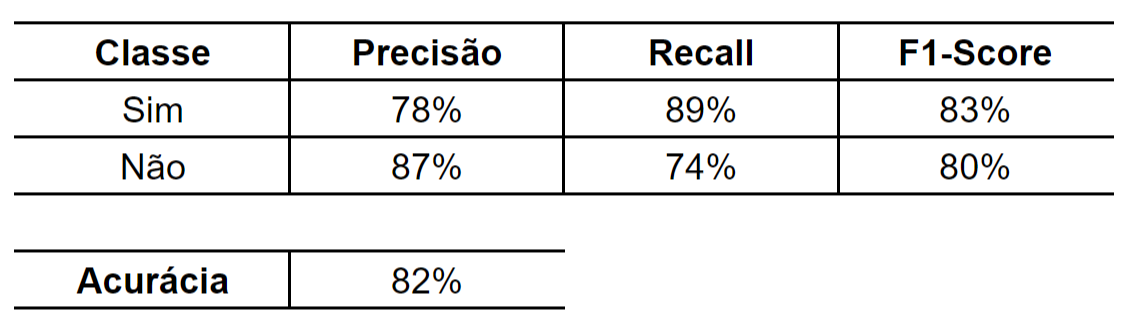 Classe Precisão Recall F1-Score
Sim 78% 89% 83%
Não 87% 74% 80%
Acurácia 82%